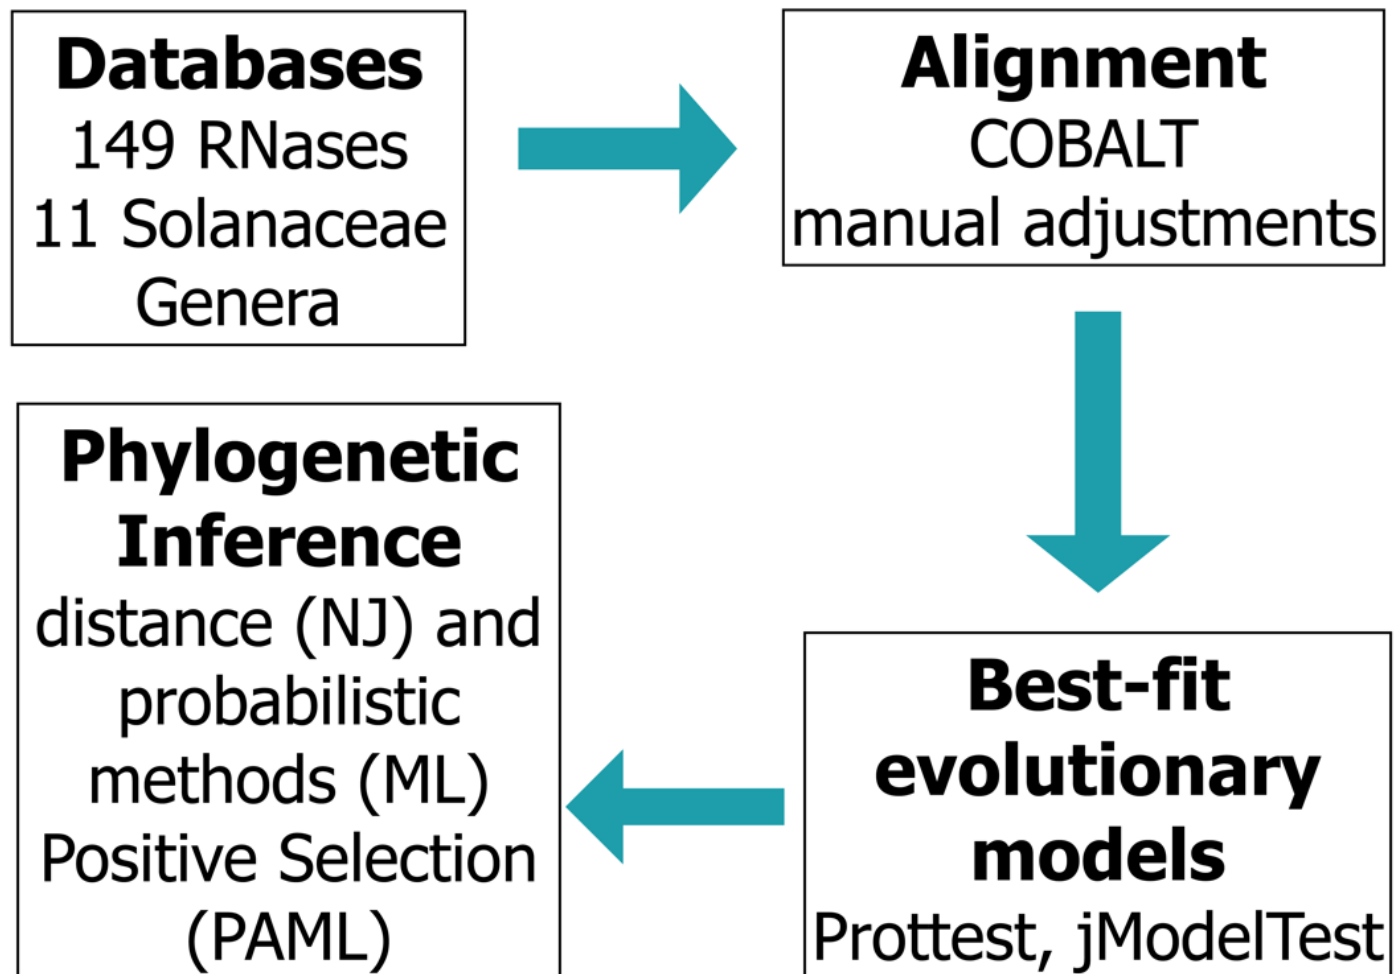 Databases
149 RNases
11 Solanaceae
Genera
Alignment
COBALT
manual adjustments
Best-fit
evolutionary
models
Prottest, jModelTest
Phylogenetic
Inference
distance (NJ) and
probabilistic
methods (ML)
Positive Selection
(PAML)